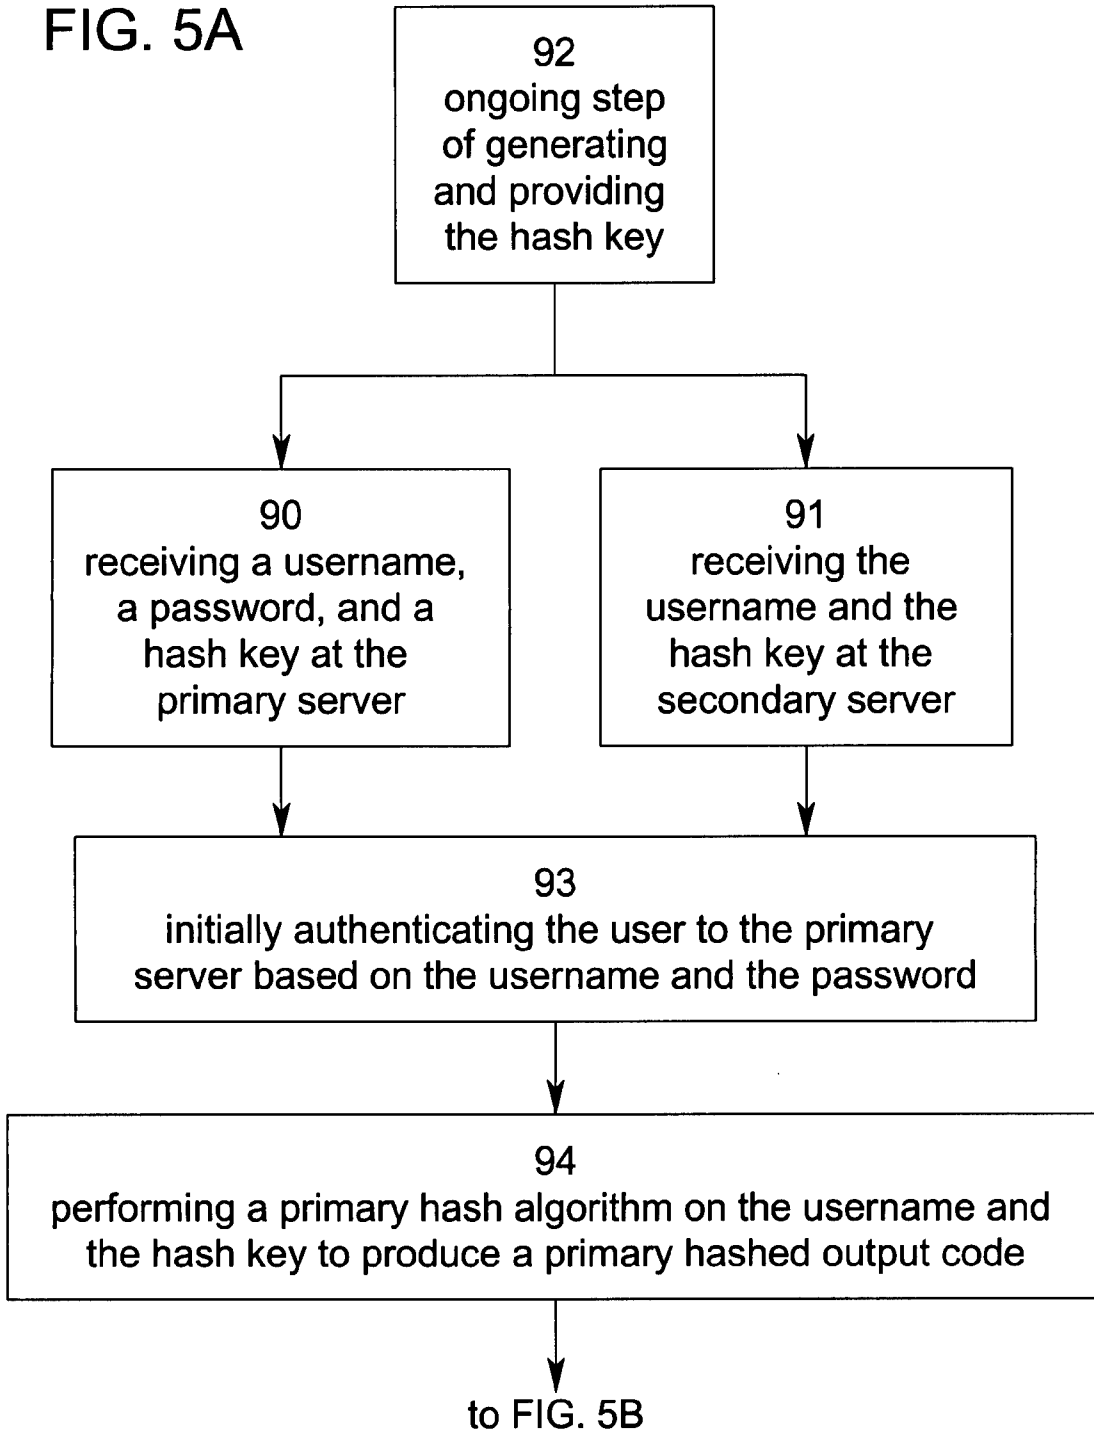 FIG. 5A
92
ongoing step
of generating
and providing
the hash key
90
receiving a username,
a password, and a
hash key at the
primary server
91
receiving the
username and the
hash key at the
secondary server
93
initially authenticating the user to the primary
server based on the username and the password
94
performing a primary hash algorithm on the username and
the hash key to produce a primary hashed output code
to FIG. 5B